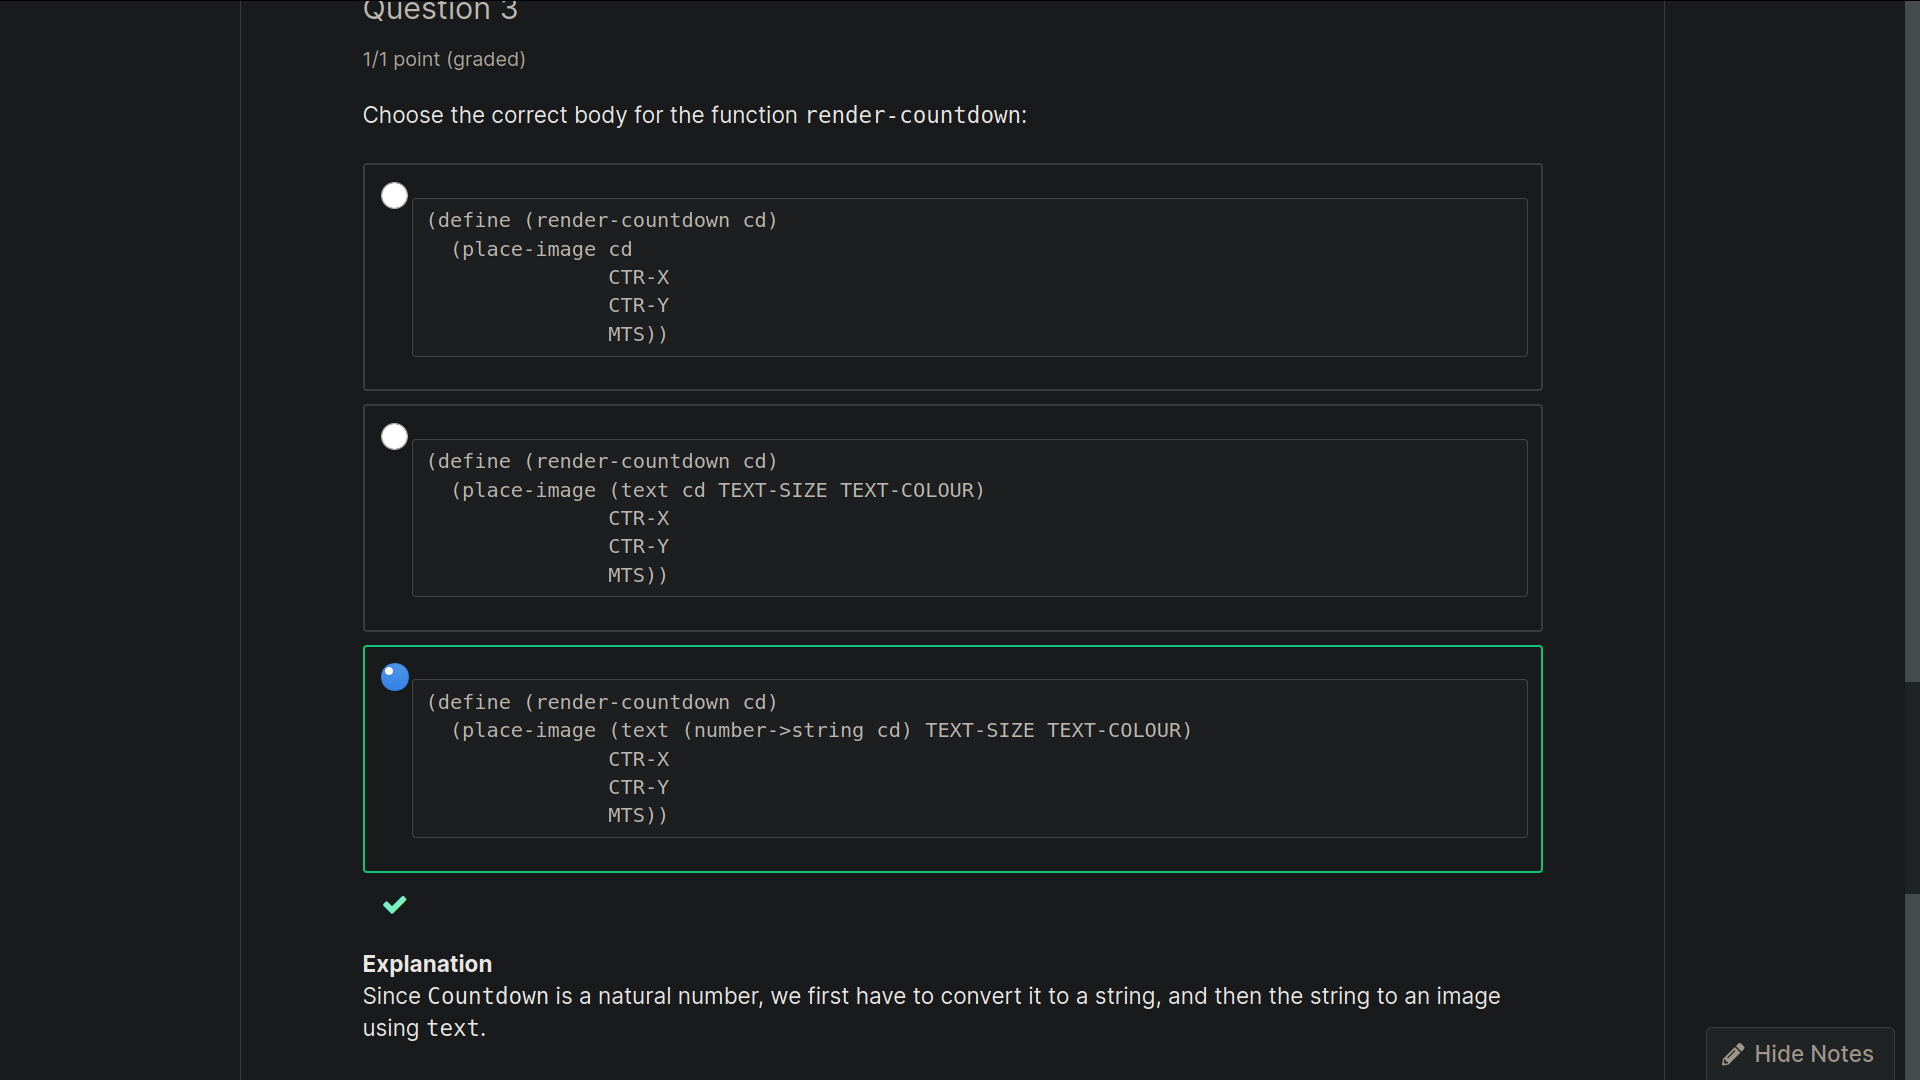 Question 3
1/1 point (graded)
Choose the correct body for the function render-countdown:
(define (render-countdown cd)
  (place-image cd
               CTR-X
               CTR-Y
               MTS))
(define (render-countdown cd)
  (place-image (text cd TEXT-SIZE TEXT-COLOUR)
               CTR-X
               CTR-Y
               MTS))
(define (render-countdown cd)
  (place-image (text (number->string cd) TEXT-SIZE TEXT-COLOUR)
               CTR-X
               CTR-Y
               MTS))
Explanation
Since Countdown is a natural number, we first have to convert it to a string, and then the string to an image
using text.
Hide Notes